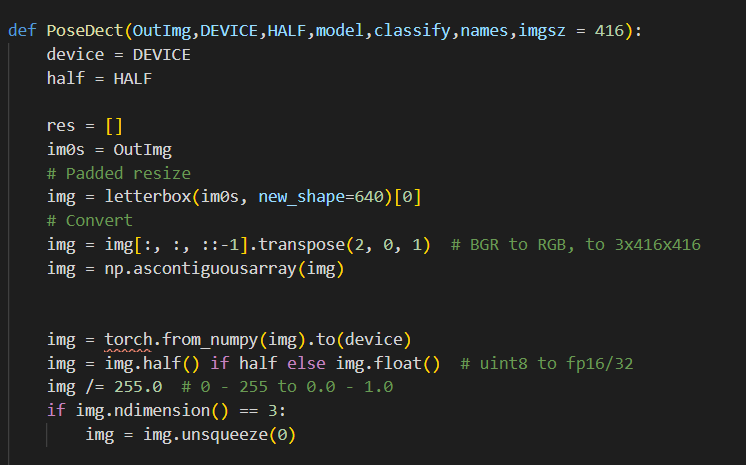 def PoseDect(OutImg,DEVICE,HALF,model,classify,names,imgsz = 416):
    device = DEVICE
    half = HALF

    res = []
    im0s = OutImg
    # Padded resize
    img = letterbox(im0s, new_shape=640)[0]
    # Convert
    img = img[:, :, ::-1].transpose(2, 0, 1)  # BGR to RGB, to 3x416x416
    img = np.ascontiguousarray(img)


    img = torch.from_numpy(img).to(device)
    img = img.half() if half else img.float()  # uint8 to fp16/32
    img /= 255.0  # 0 - 255 to 0.0 - 1.0
    if img.ndimension() == 3:
        img = img.unsqueeze(0)